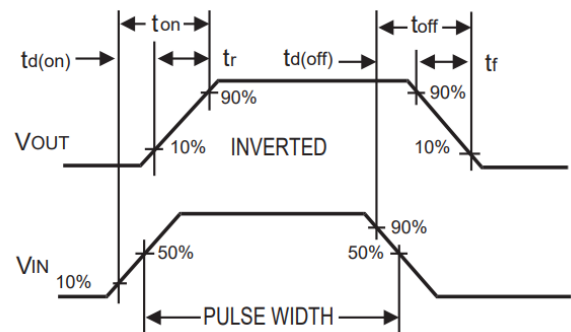 ton
toff
td(on)
tr
td(off)
tf
90%
90%
VOUT
10%
INVERTED
10%
90%
VIN
50%
50%
10%
PULSE WIDTH